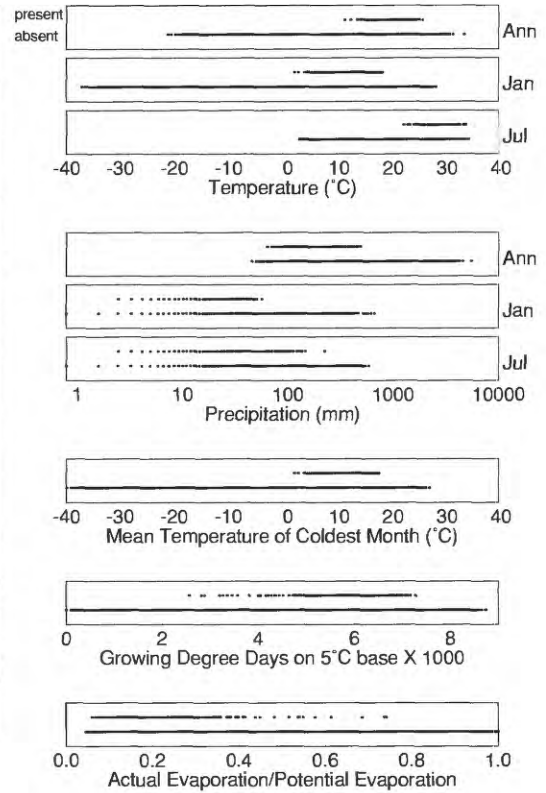 present
absent
Ann
Jan
Jul
-40 -30 -20 -10 0 10 20 30 40
Temperature (°C)
Ann
Jan
Jul
1 10 100 1000 10000
Precipitation (mm)
-40 -30 -20 -10 0 10 20 30 40
Mean Temperature of Coldest Month (°C)
0 2 4 6 8
Growing Degree Days on 5°C base X 1000
0.0 0.2 0.4 0.6 0.8 1.0
Actual Evaporation/Potential Evaporation